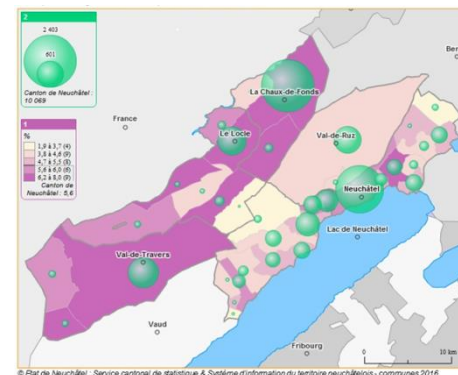 2
2 403
601
Canton de Neuchâtel :
10 069
1
%
1,8 à 3,7 (4)
3,8 à 4,6 (9)
4,7 à 5,5 (8)
5,6 à 6,0 (6)
6,2 à 8,0 (9)
Canton de
Neuchâtel : 5,6
France
La Chaux-de-Fonds
Le Locle
Val-de-Ruz
Neuchâtel
Lac de Neuchâtel
Val-de-Travers
Vaud
Fribourg
Ber
0 10 km
© Etat de Neuchâtel : Service cantonal de statistique & Système d'information du territoire neuchâtelois - communes 2016